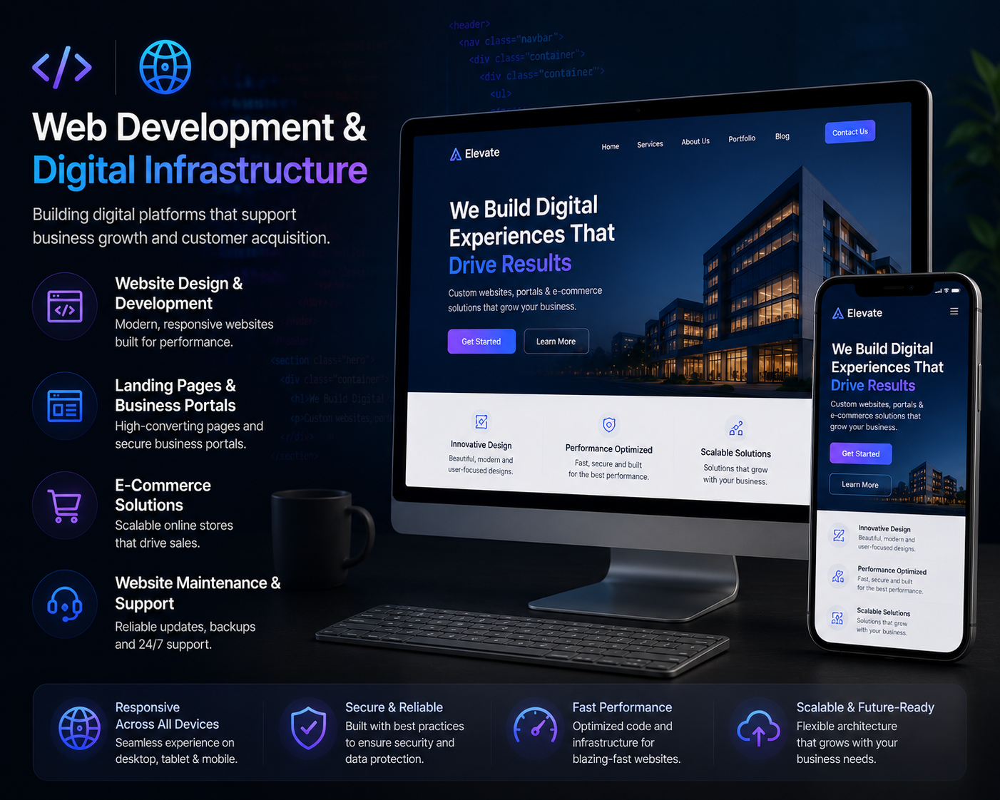 <header>
<nav class="navbar">
<div class="container">
<div class="container">
<ul>
Web Development &
Digital Infrastructure
Building digital platforms that support
business growth and customer acquisition.
Website Design &
Development
Modern, responsive websites
built for performance.
Landing Pages &
Business Portals
High-converting pages and
secure business portals.
E-Commerce
Solutions
Scalable online stores
that drive sales.
Website Maintenance &
Support
Reliable updates, backups
and 24/7 support.
<section class="hero">
<div class="container">
<h1>We Build Digital
<p>Custom websites,
</div>
</section>
Elevate
Home
Services
About Us
Portfolio
Blog
Contact Us
We Build Digital
Experiences That
Drive Results
Custom websites, portals & e-commerce
solutions that grow your business.
Get Started
Learn More
Innovative Design
Beautiful, modern and
user-focused designs.
Performance Optimized
Fast, secure and built
for the best performance.
Scalable Solutions
Solutions that grow
with your business.
Elevate
We Build Digital
Experiences That
Drive Results
Custom websites, portals &
e-commerce solutions that
grow your business.
Get Started
Learn More
Innovative Design
Beautiful, modern and
user-focused designs.
Performance Optimized
Fast, secure and built
for the best performance.
Scalable Selutions
Solutions that grow
with your business.
Responsive
Across All Devices
Seamless experience on
desktop, tablet & mobile.
Secure & Reliable
Built with best practices
to ensure security and
data protection.
Fast Performance
Optimized code and
infrastructure for
blazing-fast websites.
Scalable & Future-Ready
Flexible architecture
that grows with your
business needs.